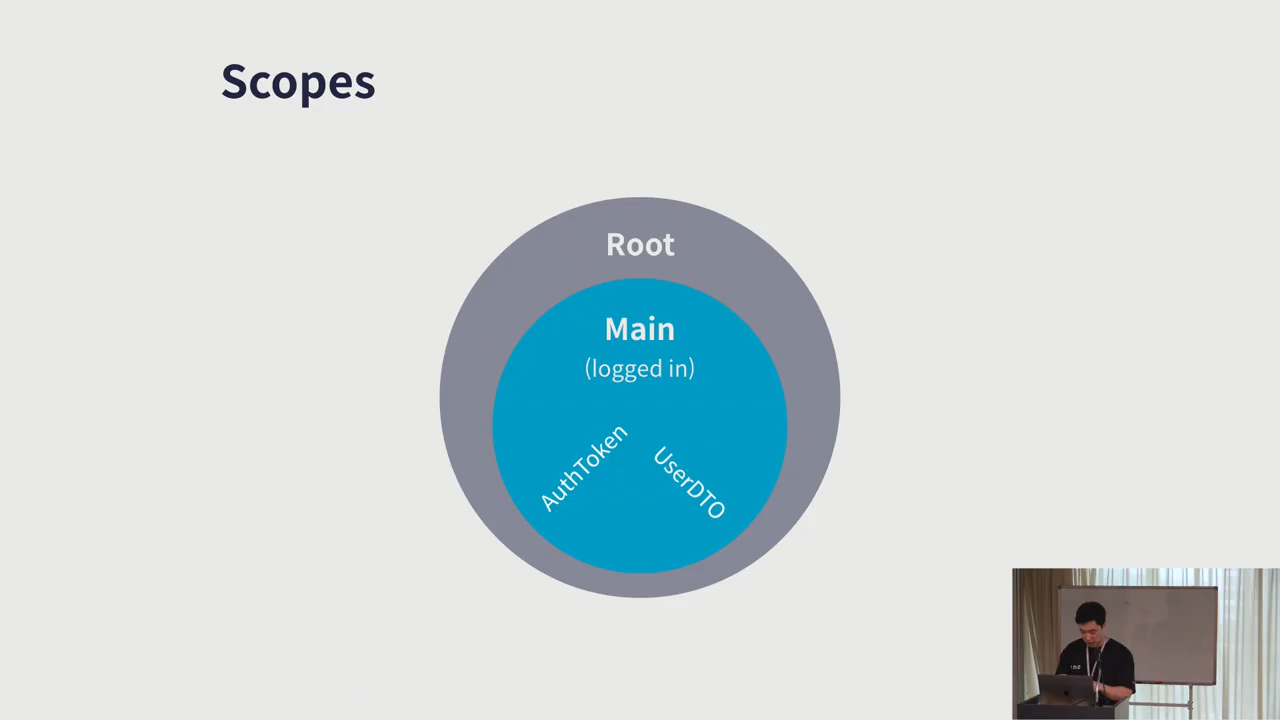 Scopes
Root
Main
(logged in)
AuthToken
UserDTO